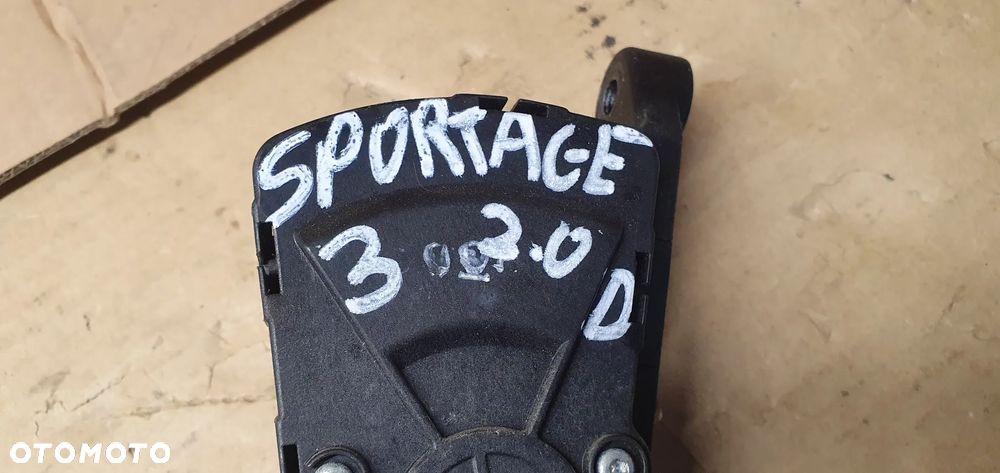 SPORTAGE
3 2.0
D
OTOMOTO